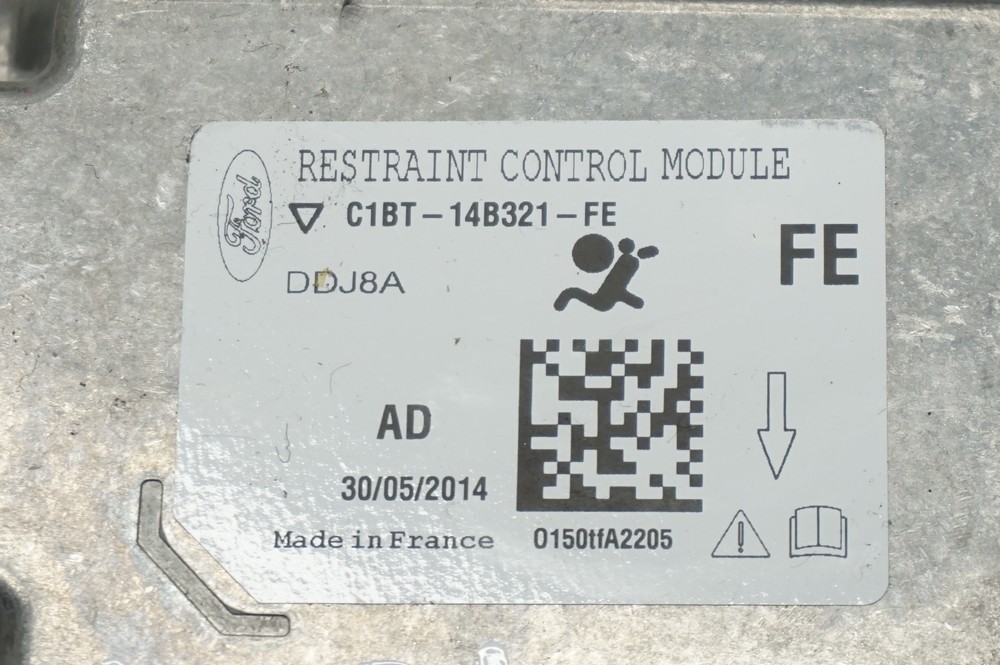 Ford
RESTRAINT CONTROL MODULE
C1BT-14B321-FE
FE
DDJ8A
AD
30/05/2014
Made in France
0150tfA2205